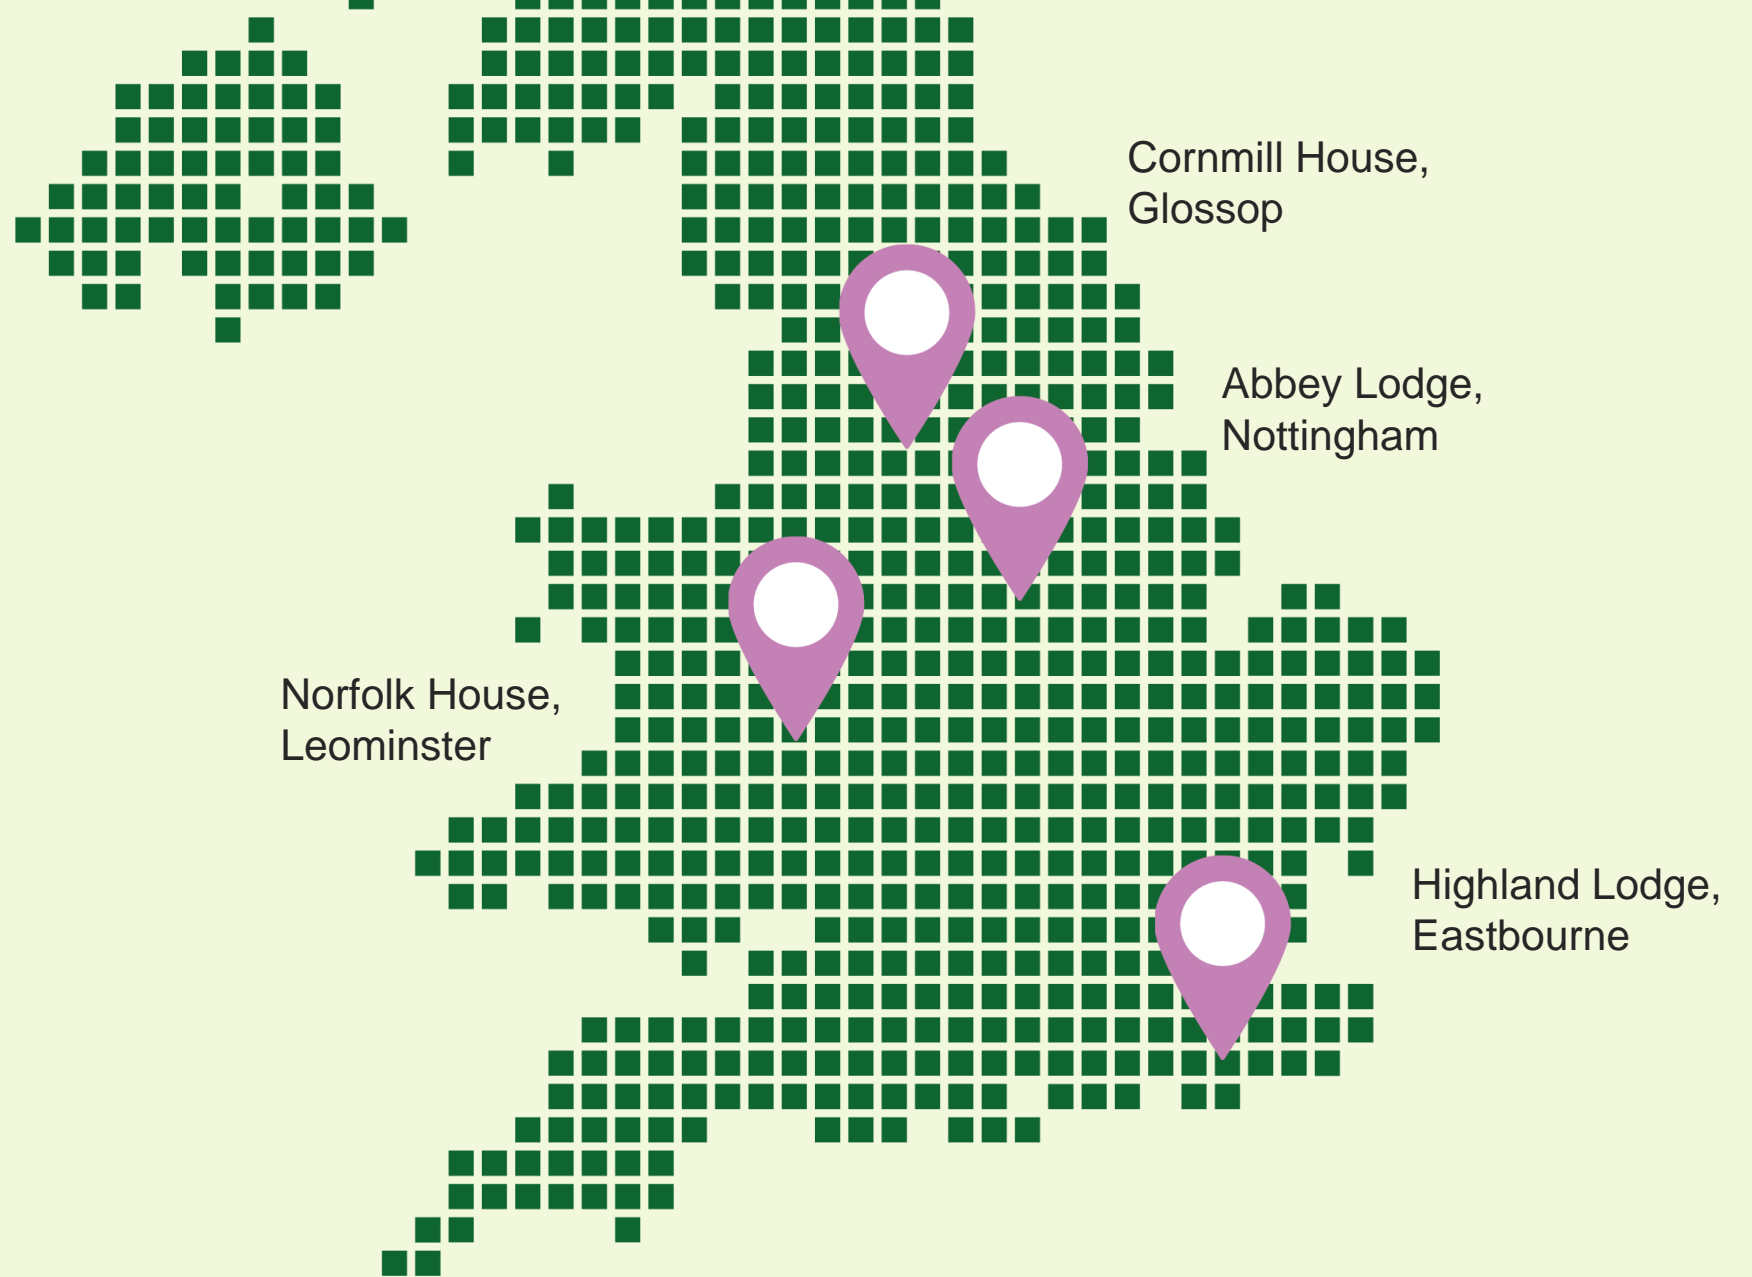 Cornmill House,
Glossop
Abbey Lodge,
Nottingham
Norfolk House,
Leominster
Highland Lodge,
Eastbourne